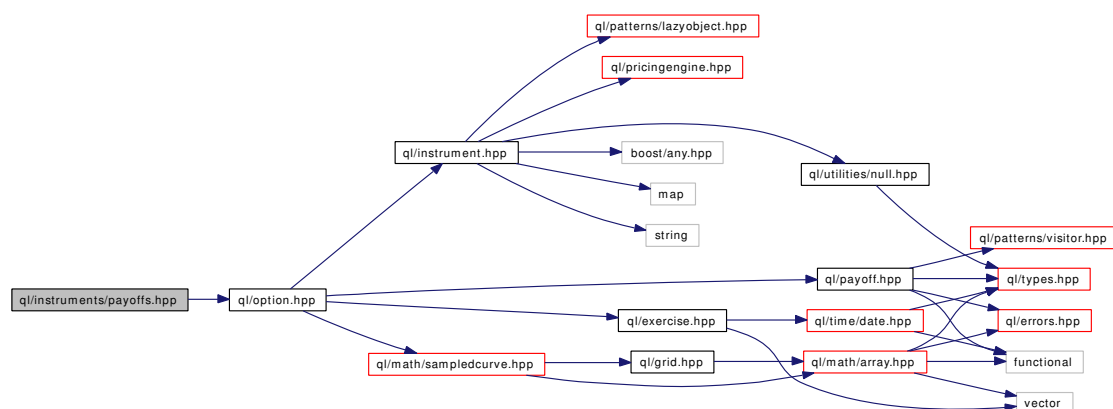 ql/patterns/lazyobject.hpp
ql/pricingengine.hpp
ql/instrument.hpp
boost/any.hpp
ql/utilities/null.hpp
map
string
ql/patterns/visitor.hpp
ql/payoff.hpp
ql/types.hpp
ql/instruments/payoffs.hpp
ql/option.hpp
ql/exercise.hpp
ql/time/date.hpp
ql/errors.hpp
ql/math/sampledcurve.hpp
ql/grid.hpp
ql/math/array.hpp
functional
vector